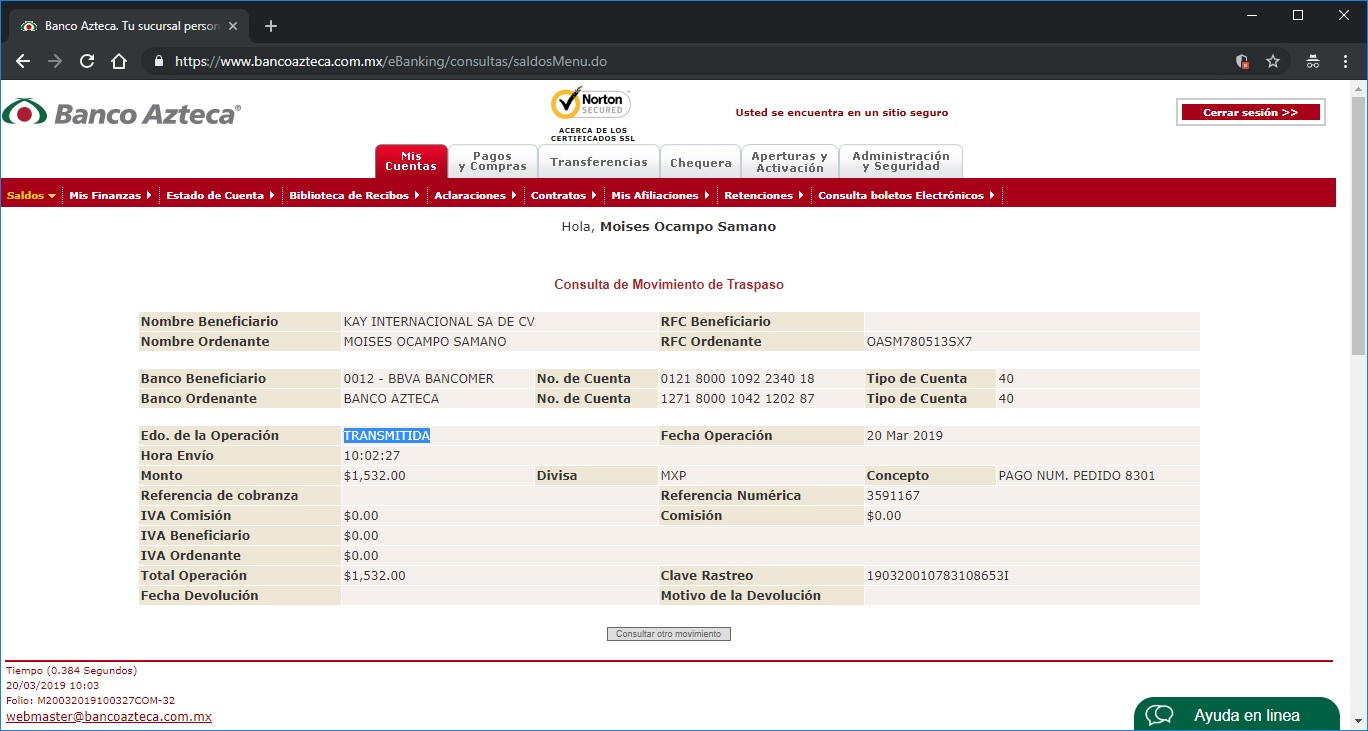 Banco Azteca. Tu sucursal person
https://www.bancoazteca.com.mx/eBanking/consultas/saldosMenu.do
Banco Azteca®
Norton
SECURED
ACERCA DE LOS
CERTIFICADOS SSL
Usted se encuentra en un sitio seguro
Cerrar sesión >>
Mis Cuentas
Pagos y Compras
Transferencias
Chequera
Aperturas y Activación
Administración y Seguridad
Saldos Mis Finanzas Estado de Cuenta Biblioteca de Recibos Aclaraciones Contratos Mis Afiliaciones Retenciones Consulta boletos Electrónicos
Hola, Moises Ocampo Samano
Consulta de Movimiento de Traspaso
Nombre Beneficiario KAY INTERNACIONAL SA DE CV RFC Beneficiario
Nombre Ordenante MOISES OCAMPO SAMANO RFC Ordenante OASM780513SX7
Banco Beneficiario 0012 - BBVA BANCOMER No. de Cuenta 0121 8000 1092 2340 18 Tipo de Cuenta 40
Banco Ordenante BANCO AZTECA No. de Cuenta 1271 8000 1042 1202 87 Tipo de Cuenta 40
Edo. de la Operación TRANSMITIDA Fecha Operación 20 Mar 2019
Hora Envío 10:02:27
Monto $1,532.00 Divisa MXP Concepto PAGO NUM. PEDIDO 8301
Referencia de cobranza Referencia Numérica 3591167
IVA Comisión $0.00 Comisión $0.00
IVA Beneficiario $0.00
IVA Ordenante $0.00
Total Operación $1,532.00 Clave Rastreo 190320010783108653I
Fecha Devolución Motivo de la Devolución
Consultar otro movimiento
Tiempo (0.384 Segundos)
20/03/2019 10:03
Folio: M20032019100327COM-32
webmaster@bancoazteca.com.mx
Ayuda en linea